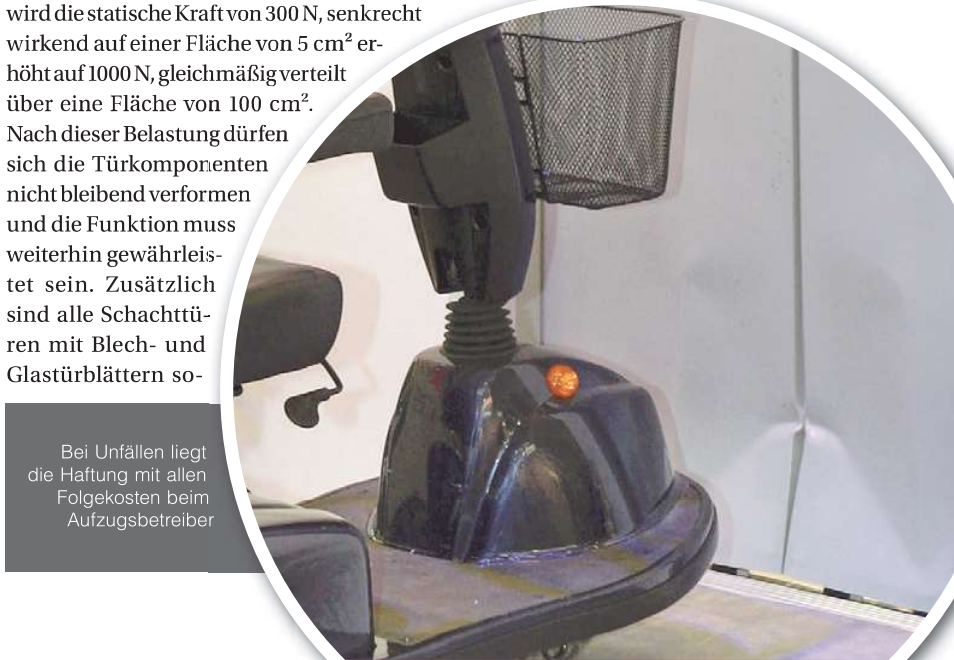 wird die statische Kraft von 300 N, senkrecht
wirkend auf einer Fläche von 5 cm² er-
höht auf 1000 N, gleichmäßig verteilt
über eine Fläche von 100 cm².
Nach dieser Belastung dürfen
sich die Türkomponenten
nicht bleibend verformen
und die Funktion muss
weiterhin gewährleis-
tet sein. Zusätzlich
sind alle Schachttü-
ren mit Blech- und
Glastürblättern so-
Bei Unfällen liegt
die Haftung mit allen
Folgekosten beim
Aufzugsbetreiber